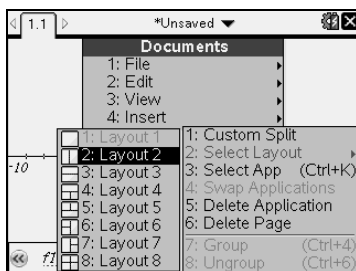 1.1
*Unsaved
Documents
1: File
2: Edit
3: View
4: Insert
1: Layout 1
2: Layout 2
3: Layout 3
4: Layout 4
5: Layout 5
6: Layout 6
7: Layout 7
8: Layout 8
1: Custom Split
2: Select Layout
3: Select App (Ctrl+K)
4: Swap Applications
5: Delete Application
6: Delete Page
7: Group (Ctrl+4)
8: Ungroup (Ctrl+6)
-10
f1